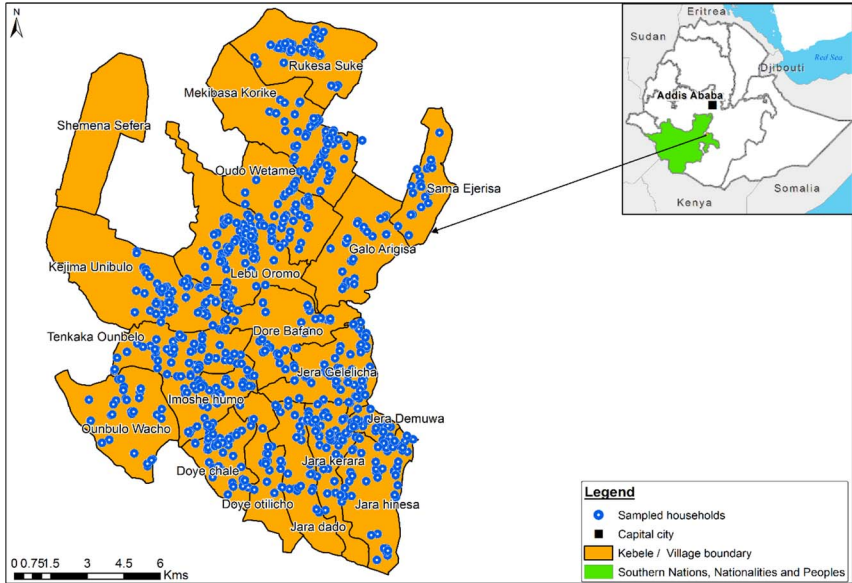 N
Rukesa Suke
Mekibasa Korike
Shemena Sefera
Oudo Wetame
Sama Ejerisa
Galo Arigisa
Kejima Unibulo
Lebu Oromo
Tenkaka Ounbelo
Dore Bafano
Jera Gelelicha
Imoshe humo
Ounbulo Wacho
Jera Demuwa
Jara kerara
Doye chale
Doye otilicho
Jara hinesa
Jara dado
0 0.75 1.5 3 4.5 6
Kms
Eritrea
Sudan
Red Sea
Djibouti
Addis Ababa
Somalia
Kenya
Legend
Sampled households
Capital city
Kebele / Village boundary
Southern Nations, Nationalities and Peoples